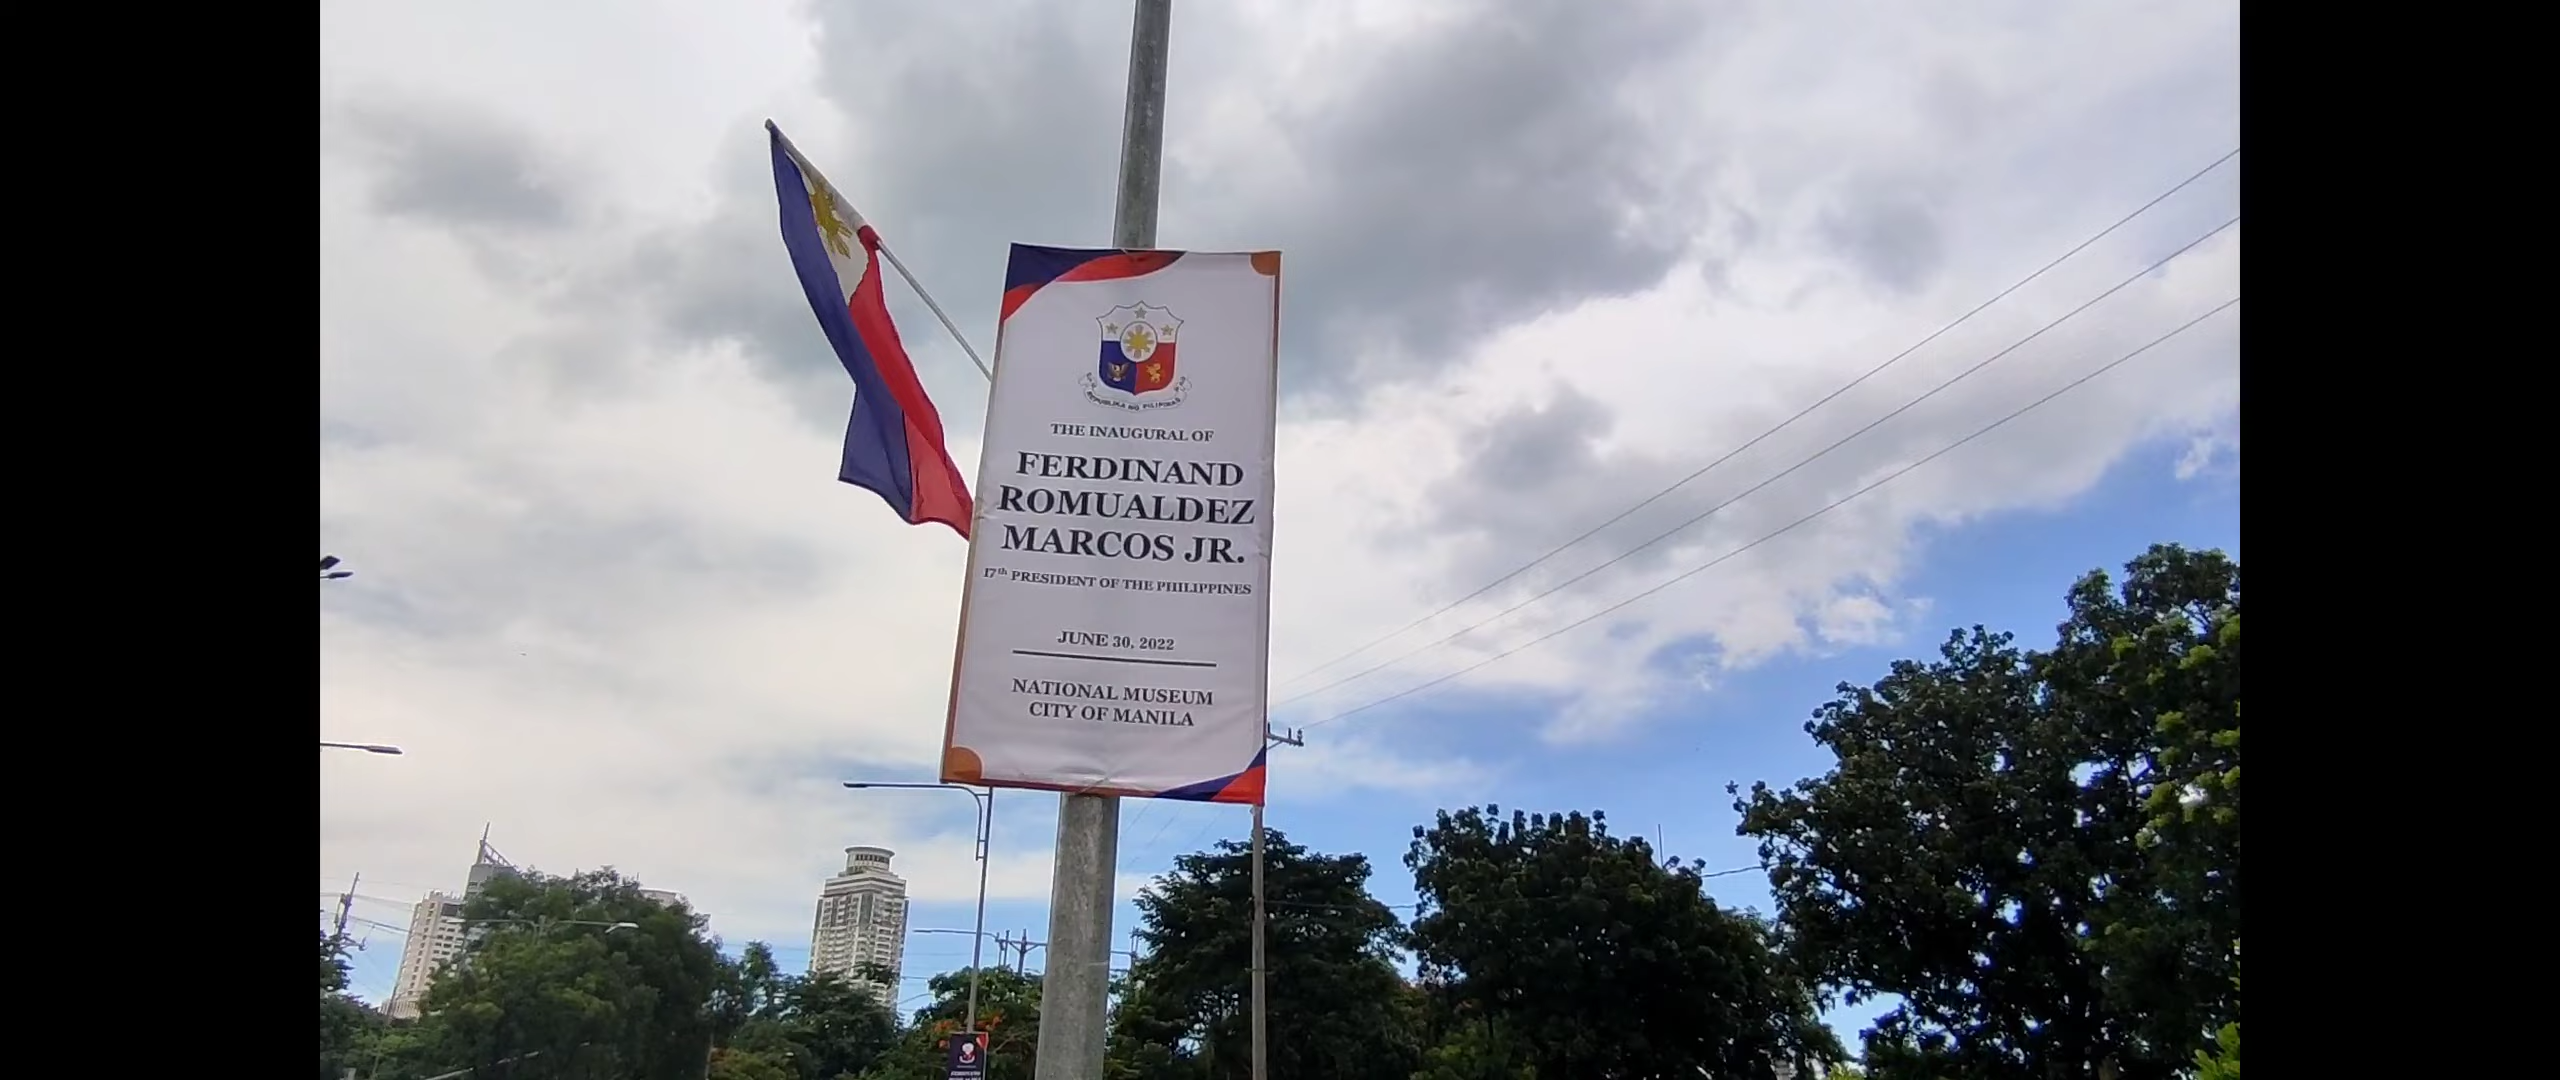 REPUBLIKA NG PILIPINAS
THE INAUGURAL OF
FERDINAND
ROMUALDEZ
MARCOS JR.
17th PRESIDENT OF THE PHILIPPINES
JUNE 30, 2022
NATIONAL MUSEUM
CITY OF MANILA